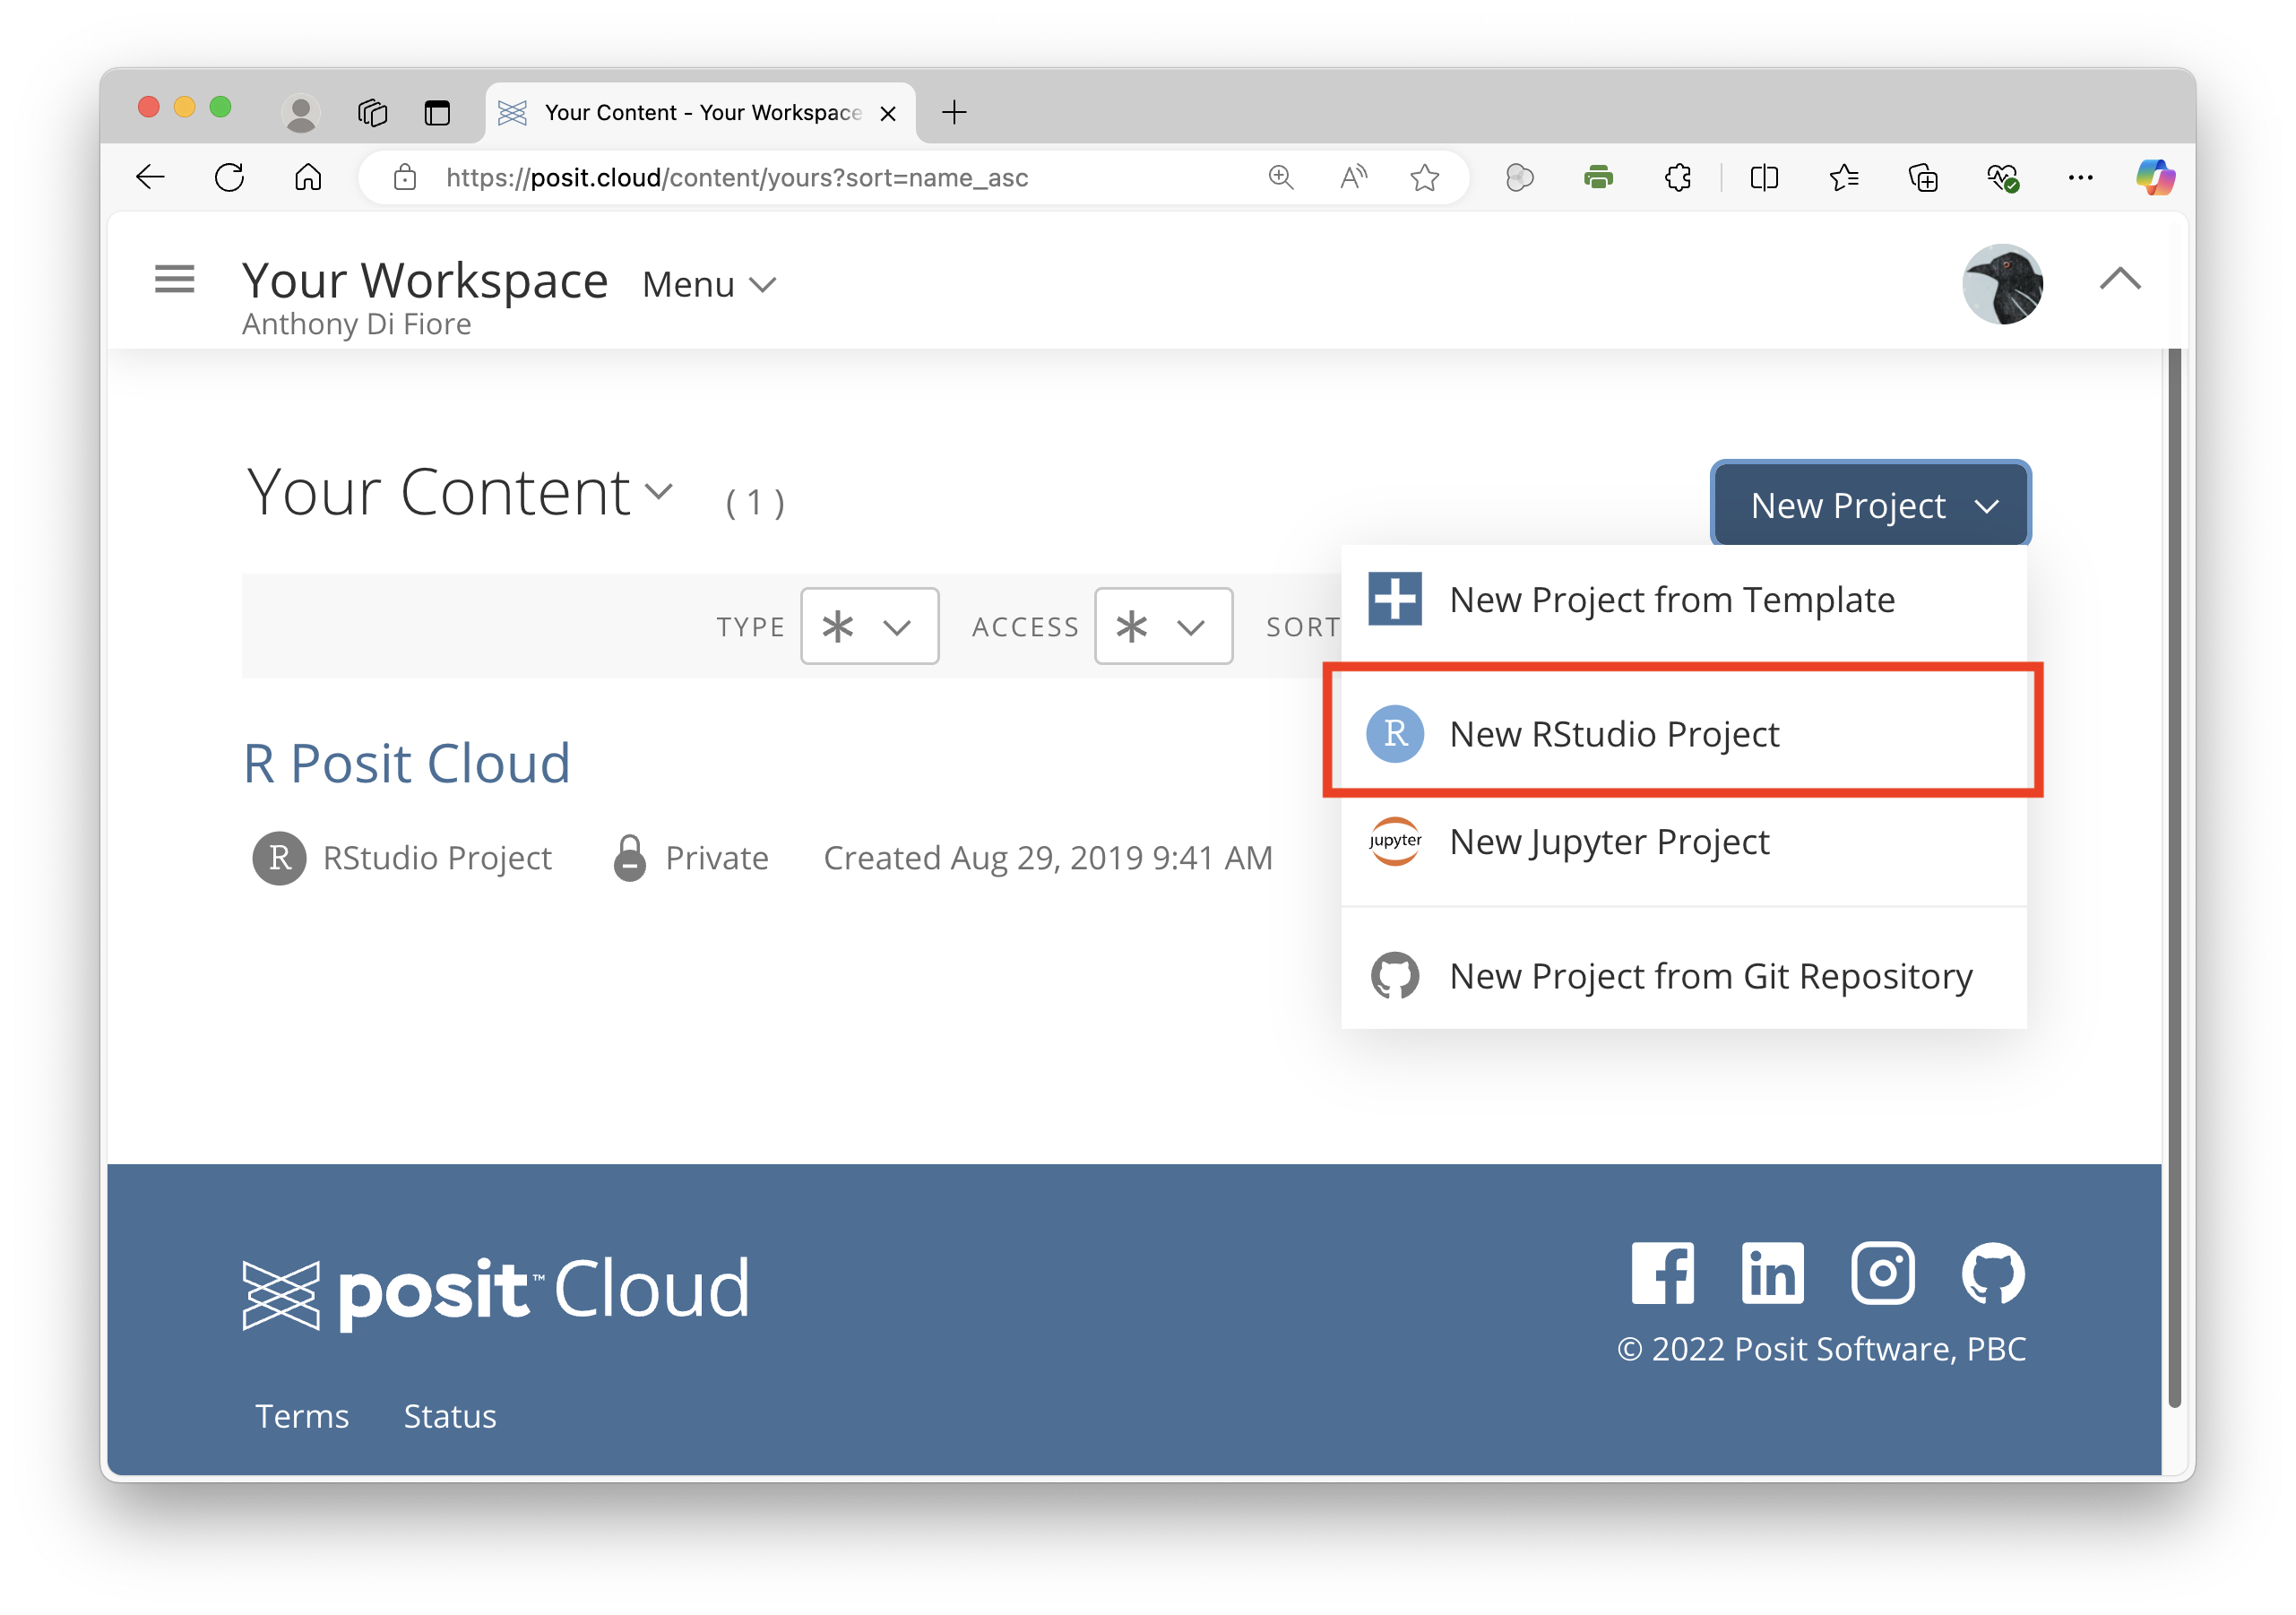 Your Content - Your Workspace
https://posit.cloud/content/yours?sort=name_asc
Your Workspace Menu
Anthony Di Fiore
Your Content ( 1 )
New Project
TYPE * ACCESS * SORT
New Project from Template
R New RStudio Project
R Posit Cloud
R RStudio Project Private Created Aug 29, 2019 9:41 AM
Jupyter New Jupyter Project
New Project from Git Repository
posit™ Cloud
© 2022 Posit Software, PBC
Terms Status